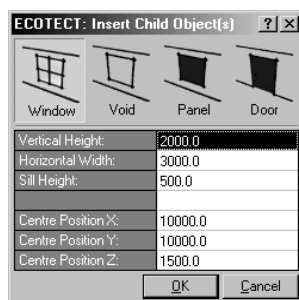 ECOTECT: Insert Child Object(s) ? ×
Window Void Panel Door
Vertical Height: 2000.0
Horizontal Width: 3000.0
Sill Height: 500.0
Centre Position X: 10000.0
Centre Position Y: 10000.0
Centre Position Z: 1500.0
OK Cancel